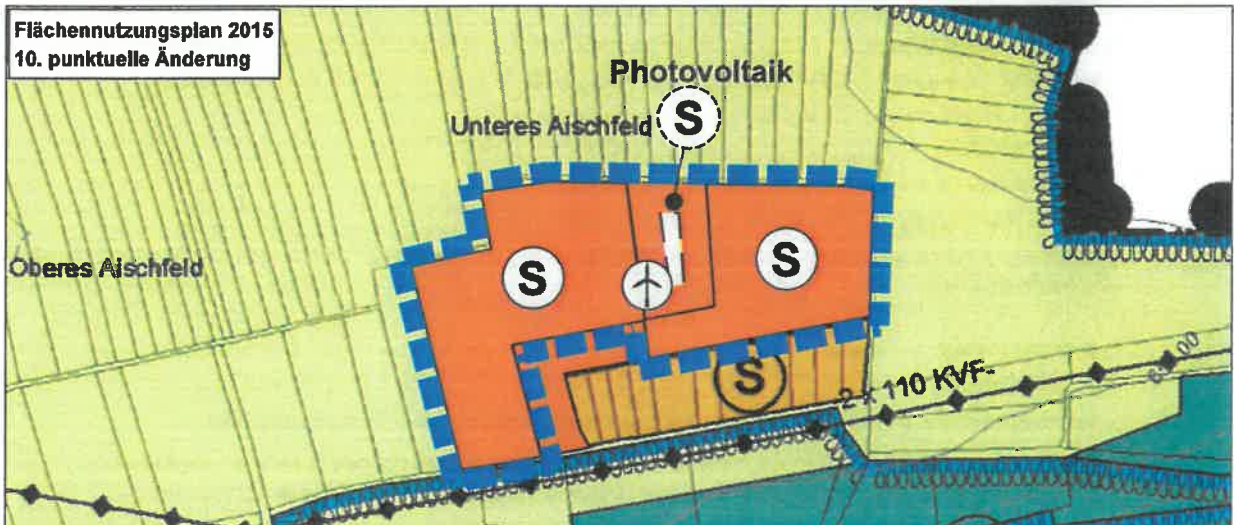 Flächennutzungsplan 2015
10. punktuelle Änderung
Photovoltaik
S
Unteres Aischfeld
Oberes Aischfeld
S
S
S
2 x 110 KVF-